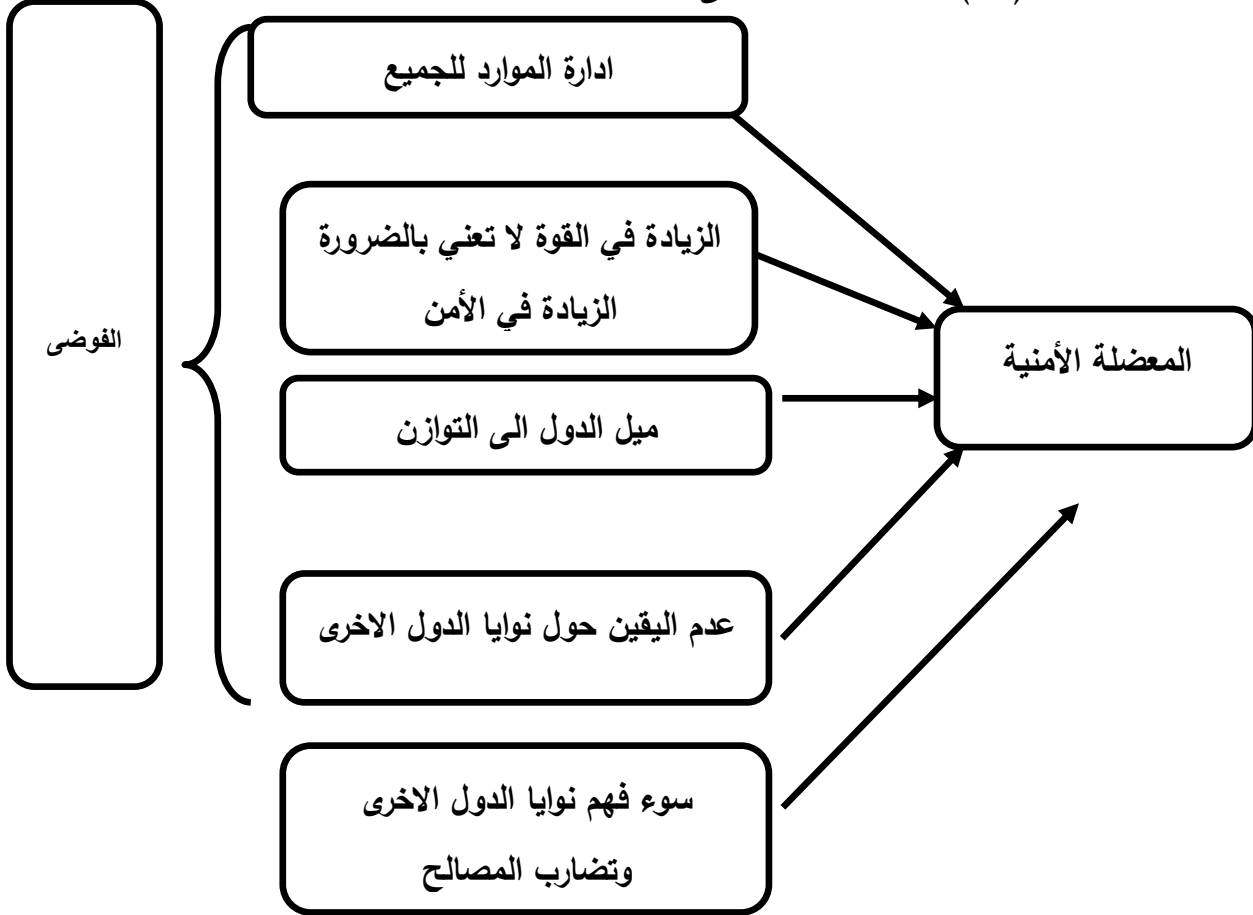 ادارة الموارد للجميع
الزيادة في القوة لا تعني بالضرورة
الزيادة في الأمن
المعضلة الأمنية
الفوضى
ميل الدول الى التوازن
عدم اليقين حول نوايا الدول الاخرى
سوء فهم نوايا الدول الاخرى
وتضارب المصالح